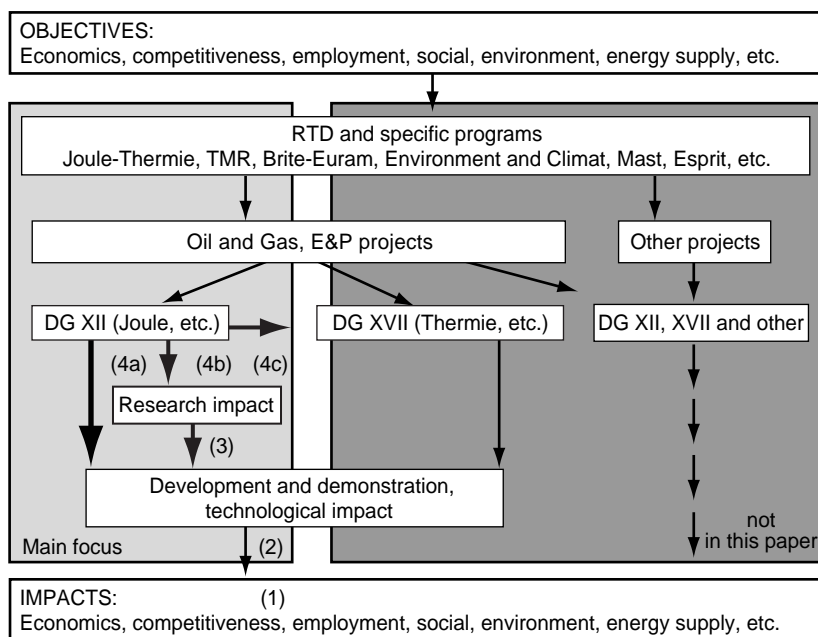 OBJECTIVES:
Economics, competitiveness, employment, social, environment, energy supply, etc.
RTD and specific programs
Joule-Thermie, TMR, Brite-Euram, Environment and Climat, Mast, Esprit, etc.
Oil and Gas, E&P projects
Other projects
DG XII (Joule, etc.)
DG XVII (Thermie, etc.)
DG XII, XVII and other
(4a)
(4b)
(4c)
Research impact
(3)
Development and demonstration,
technological impact
not
in this paper
Main focus
(2)
IMPACTS: (1)
Economics, competitiveness, employment, social, environment, energy supply, etc.